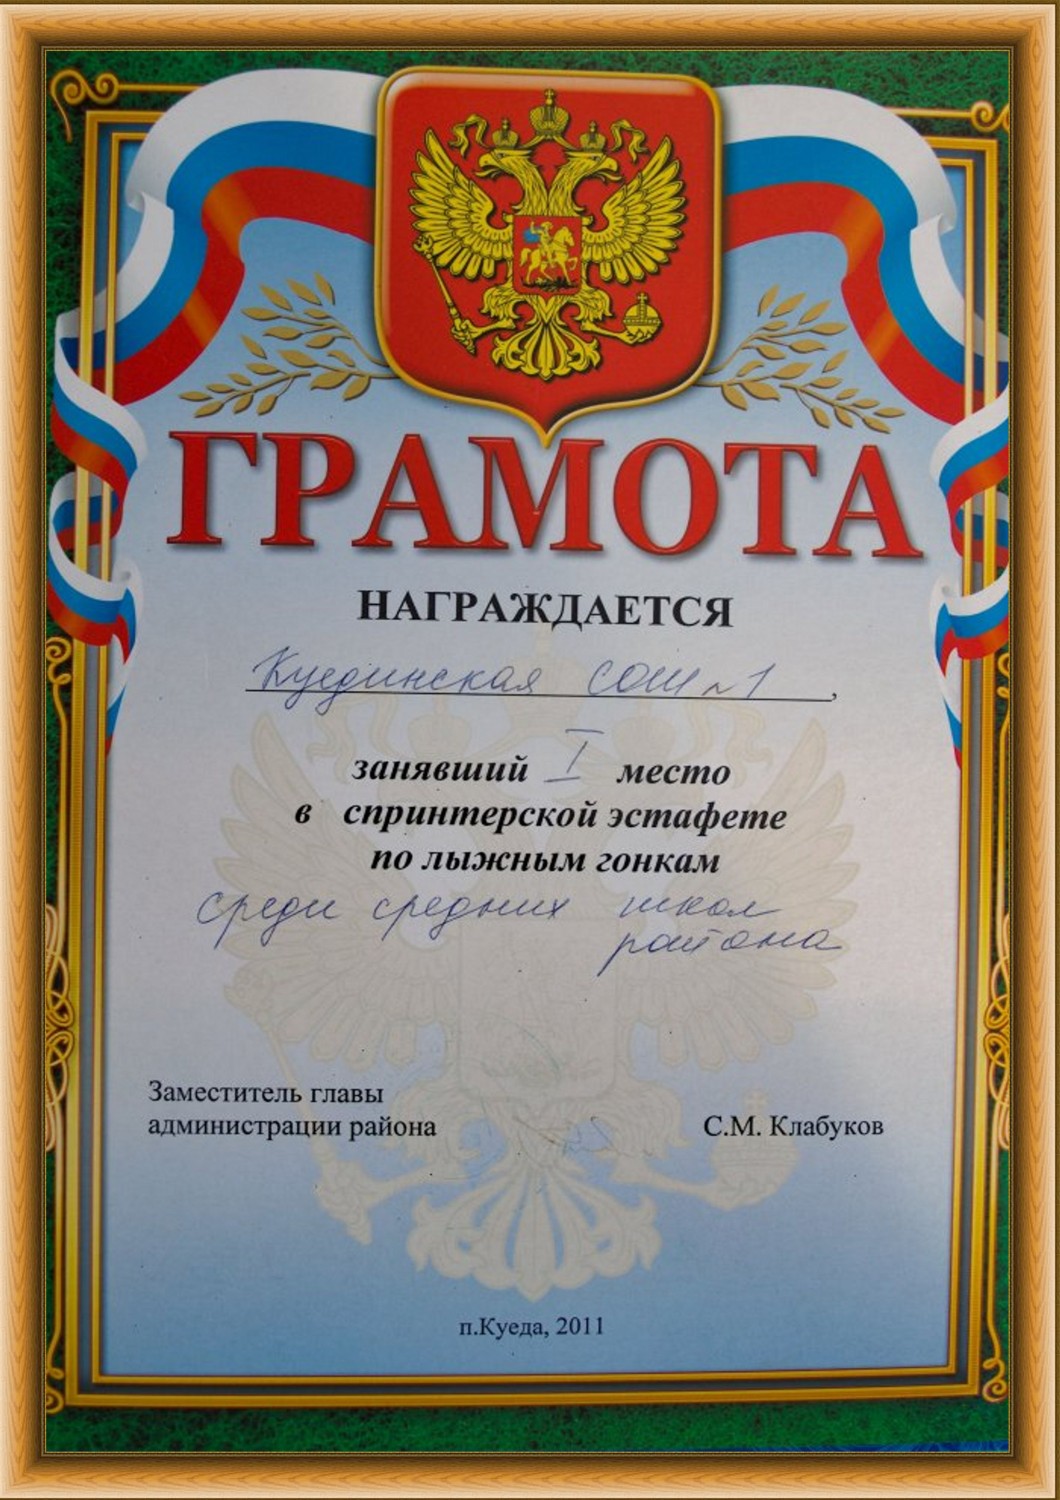 ГРАМОТА
НАГРАЖДАЕТСЯ
Куединская СОШ №1,
занявший I место
в спринтерской эстафете
по лыжным гонкам
среди средних школ
района
Заместитель главы
администрации района С.М. Клабуков
п.Куеда, 2011